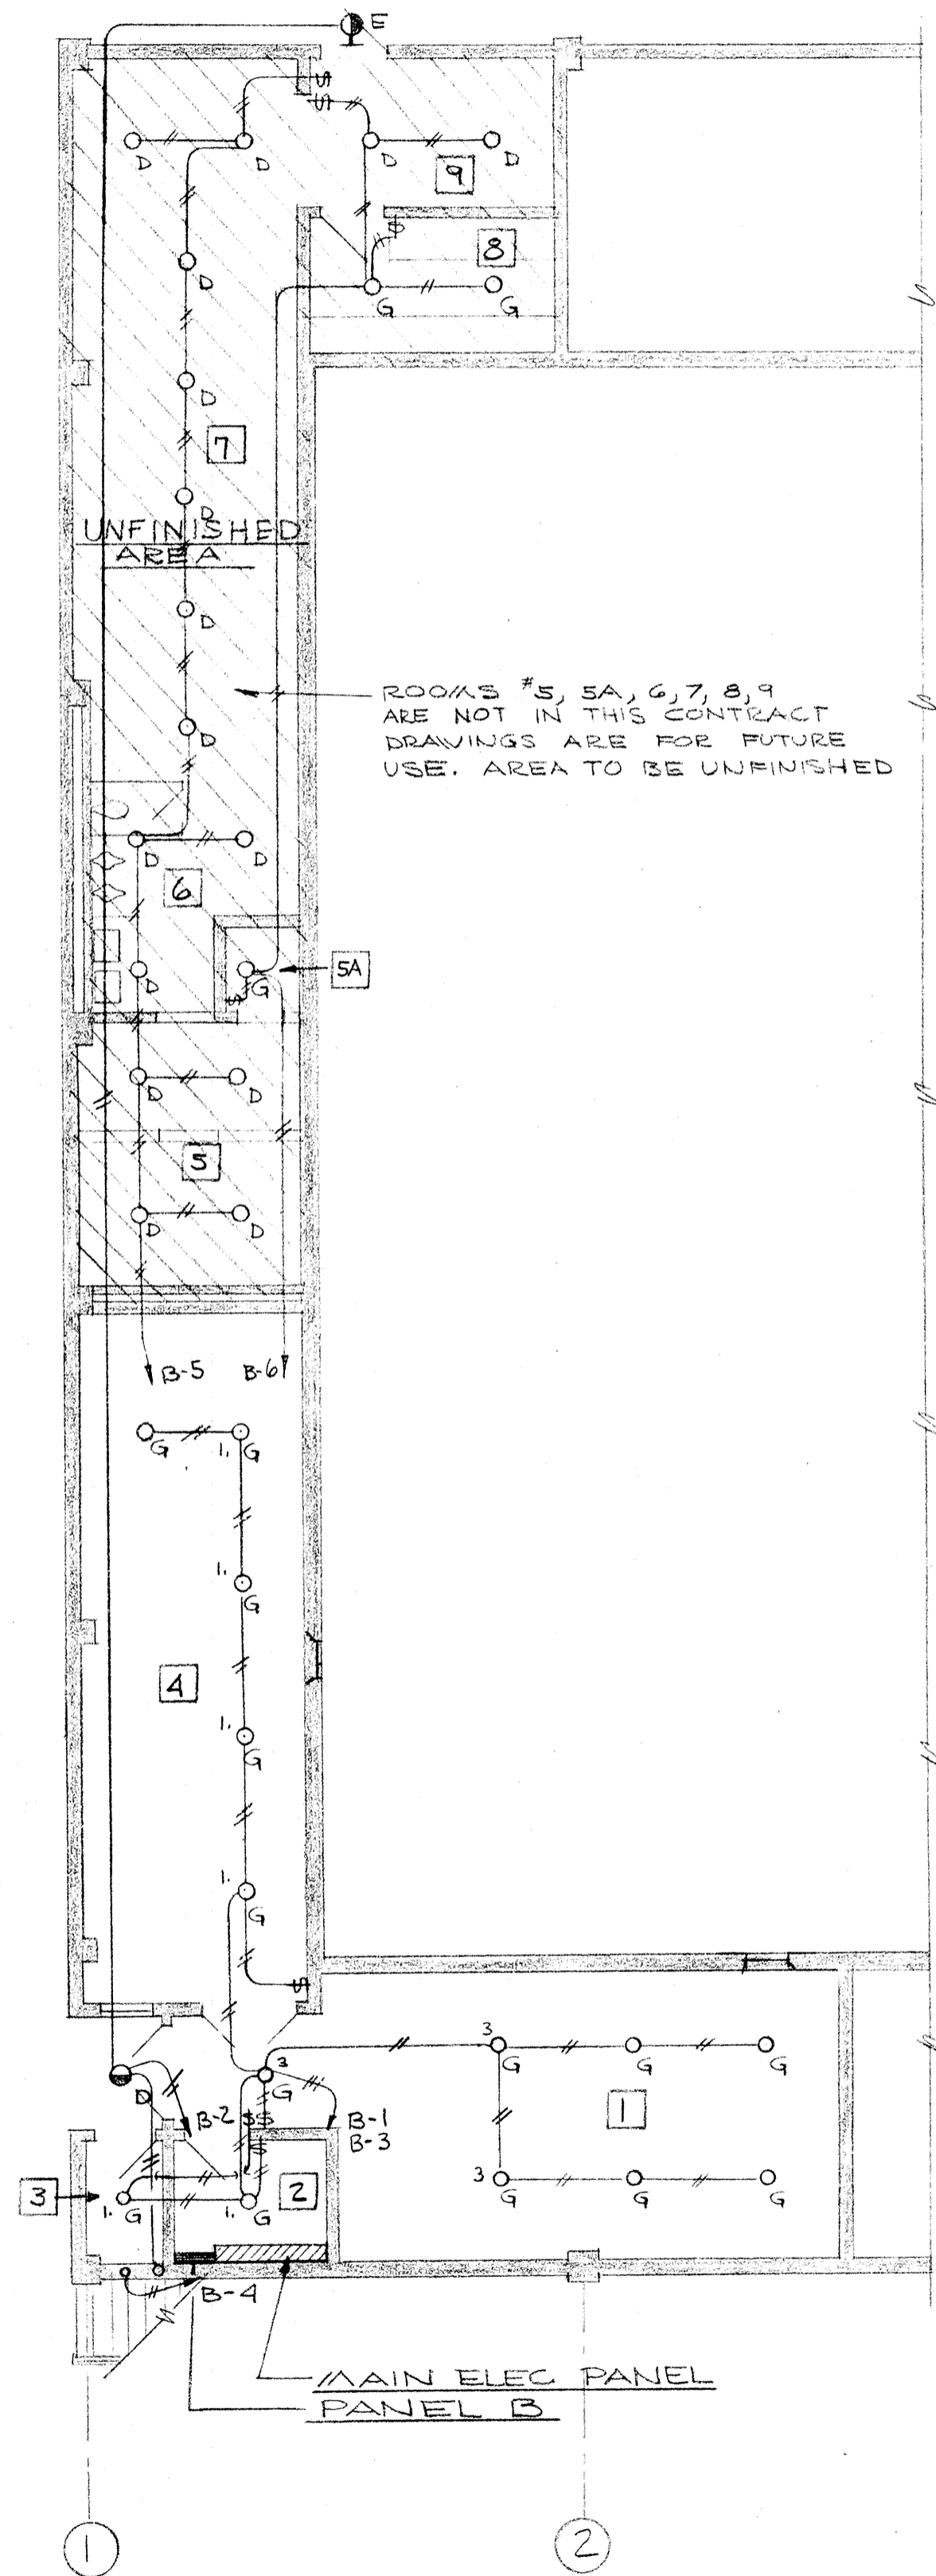 E
$
$
D
D
D
D
9
$
8
D
G
G
D
7
D
UNFINISHED
AREA
D
ROOMS #5, 5A, 6, 7, 8, 9
ARE NOT IN THIS CONTRACT
DRAWINGS ARE FOR FUTURE
USE. AREA TO BE UNFINISHED
D
D
D
6
5A
D
G
$
D
D
5
D
D
B-5
B-6
G
1.
G
1.
G
4
1.
G
1.
G
$
3
G
G
G
3
G
D
B-2
$$
B-1
B-3
$
1
3
G
G
G
3
1.
G
1.
G
2
B-4
MAIN ELEC PANEL
PANEL B
1
2